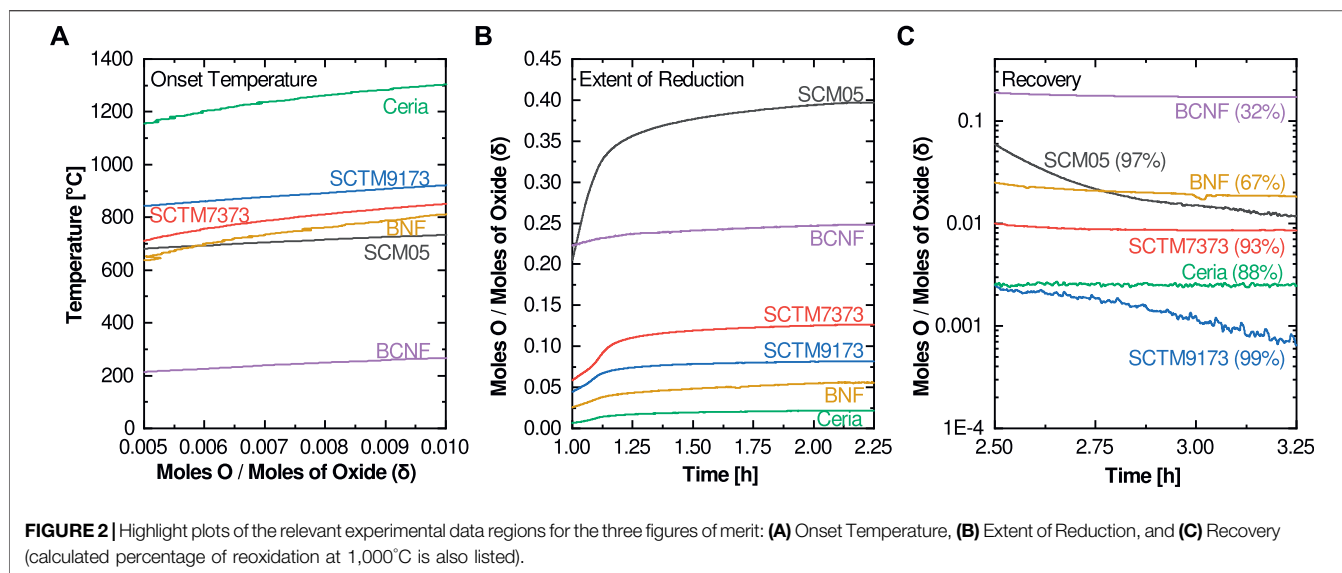 A
Onset Temperature
Temperature [°C]
1400
1200
1000
800
600
400
200
0
Ceria
SCTM9173
SCTM7373
BNF
SCM05
BCNF
0.005 0.006 0.007 0.008 0.009 0.010
Moles O / Moles of Oxide (δ)
B
Extent of Reduction
Moles O / Moles of Oxide (δ)
0.45
0.40
0.35
0.30
0.25
0.20
0.15
0.10
0.05
0.00
SCM05
BCNF
SCTM7373
SCTM9173
BNF
Ceria
1.00 1.25 1.50 1.75 2.00 2.25
Time [h]
C
Recovery
Moles O / Moles of Oxide (δ)
0.1
0.01
0.001
1E-4
BCNF (32%)
SCM05 (97%)
BNF (67%)
SCTM7373 (93%)
Ceria (88%)
SCTM9173 (99%)
2.50 2.75 3.00 3.25
Time [h]
FIGURE 2 | Highlight plots of the relevant experimental data regions for the three figures of merit: (A) Onset Temperature, (B) Extent of Reduction, and (C) Recovery
(calculated percentage of reoxidation at 1,000°C is also listed).